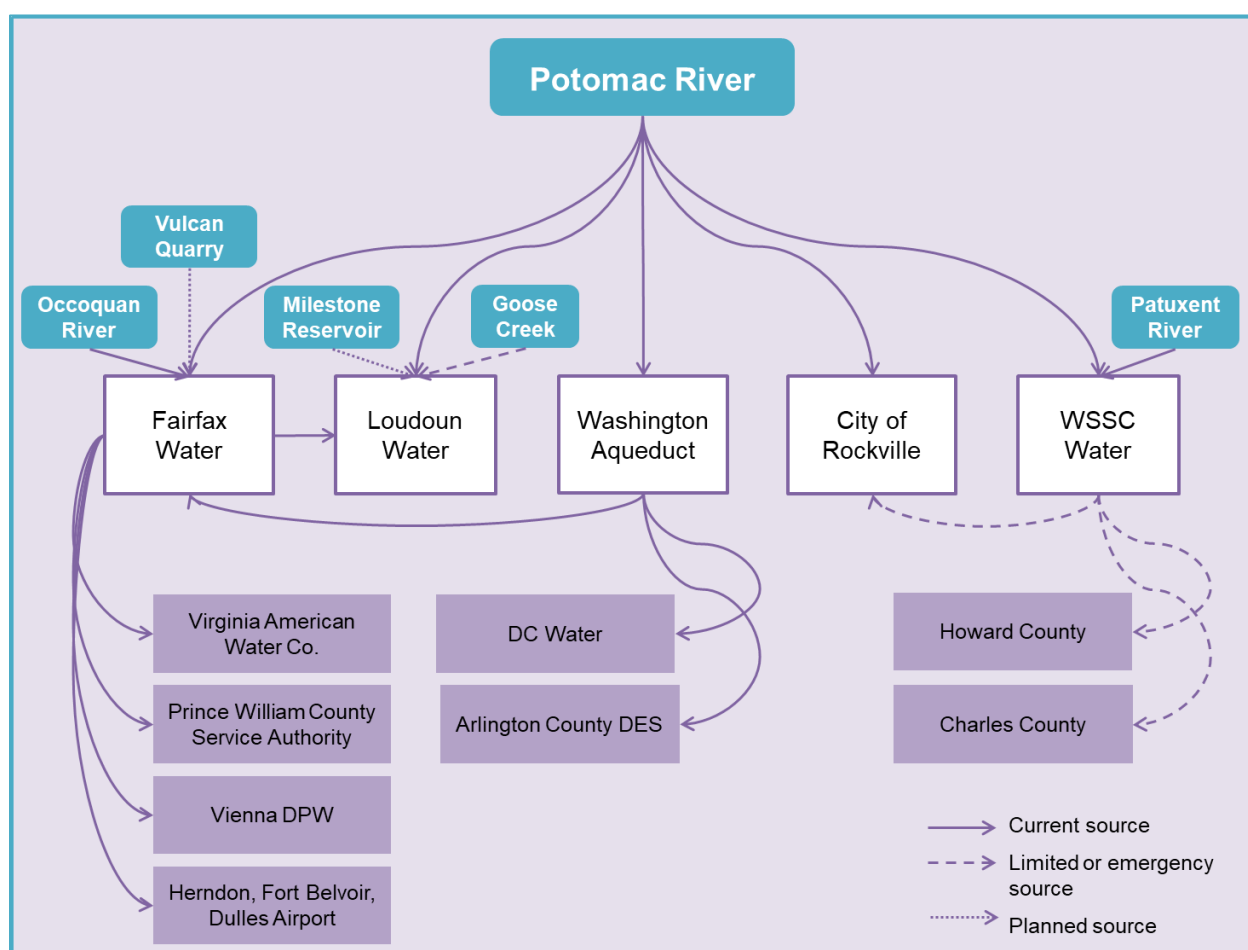 Potomac River
Vulcan
Quarry
Occoquan
River
Milestone
Reservoir
Goose
Creek
Patuxent
River
Fairfax
Water
Loudoun
Water
Washington
Aqueduct
City of
Rockville
WSSC
Water
Virginia American
Water Co.
DC Water
Howard County
Prince William County
Service Authority
Arlington County DES
Charles County
Vienna DPW
Herndon, Fort Belvoir,
Dulles Airport
Current source
Limited or emergency
source
Planned source